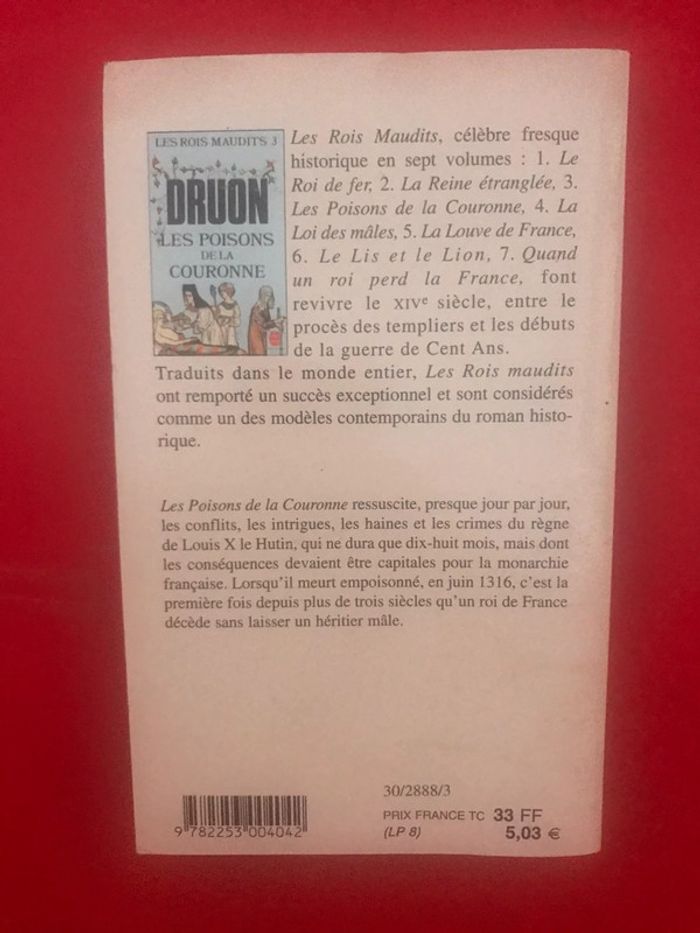 LES ROIS MAUDITS 3
DRUON
LES POISONS
DE LA
COURONNE
Les Rois Maudits, célèbre fresque
historique en sept volumes : 1. Le
Roi de fer, 2. La Reine étranglée, 3.
Les Poisons de la Couronne, 4. La
Loi des mâles, 5. La Louve de France,
6. Le Lis et le Lion, 7. Quand
un roi perd la France, font
revivre le XIVe siècle, entre le
procès des templiers et les débuts
de la guerre de Cent Ans.
Traduits dans le monde entier, Les Rois maudits
ont remporté un succès exceptionnel et sont considérés
comme un des modèles contemporains du roman histo-
rique.
Les Poisons de la Couronne ressuscite, presque jour par jour,
les conflits, les intrigues, les haines et les crimes du règne
de Louis X le Hutin, qui ne dura que dix-huit mois, mais dont
les conséquences devaient être capitales pour la monarchie
française. Lorsqu'il meurt empoisonné, en juin 1316, c'est la
première fois depuis plus de trois siècles qu'un roi de France
décède sans laisser un héritier mâle.
30/2888/3
PRIX FRANCE TC 33 FF
(LP 8) 5,03 €
9 782253 004042